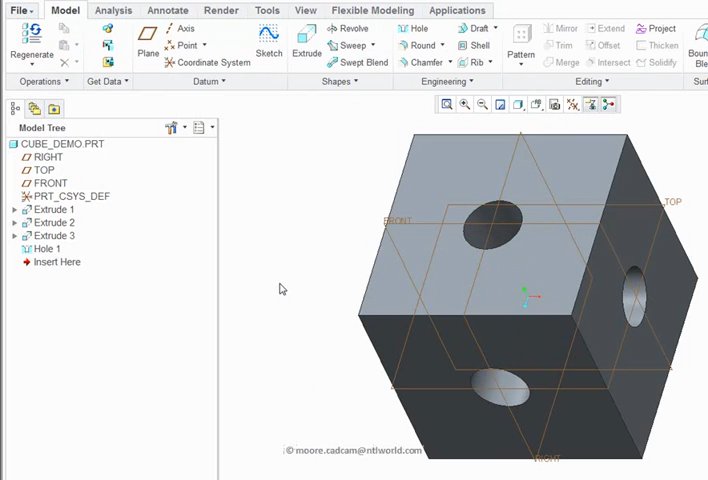 File Model Analysis Annotate Render Tools View Flexible Modeling Applications
Regenerate
Operations
Get Data
Plane
Axis
Point
Coordinate System
Sketch
Datum
Extrude
Revolve
Sweep
Swept Blend
Shapes
Hole
Round
Chamfer
Draft
Shell
Rib
Engineering
Pattern
Mirror
Trim
Merge
Extend
Offset
Intersect
Project
Thicken
Solidify
Editing
Model Tree
CUBE_DEMO.PRT
RIGHT
TOP
FRONT
PRT_CSYS_DEF
Extrude 1
Extrude 2
Extrude 3
Hole 1
Insert Here
TOP
FRONT
RIGHT
© moore.cadcam@ntlworld.com